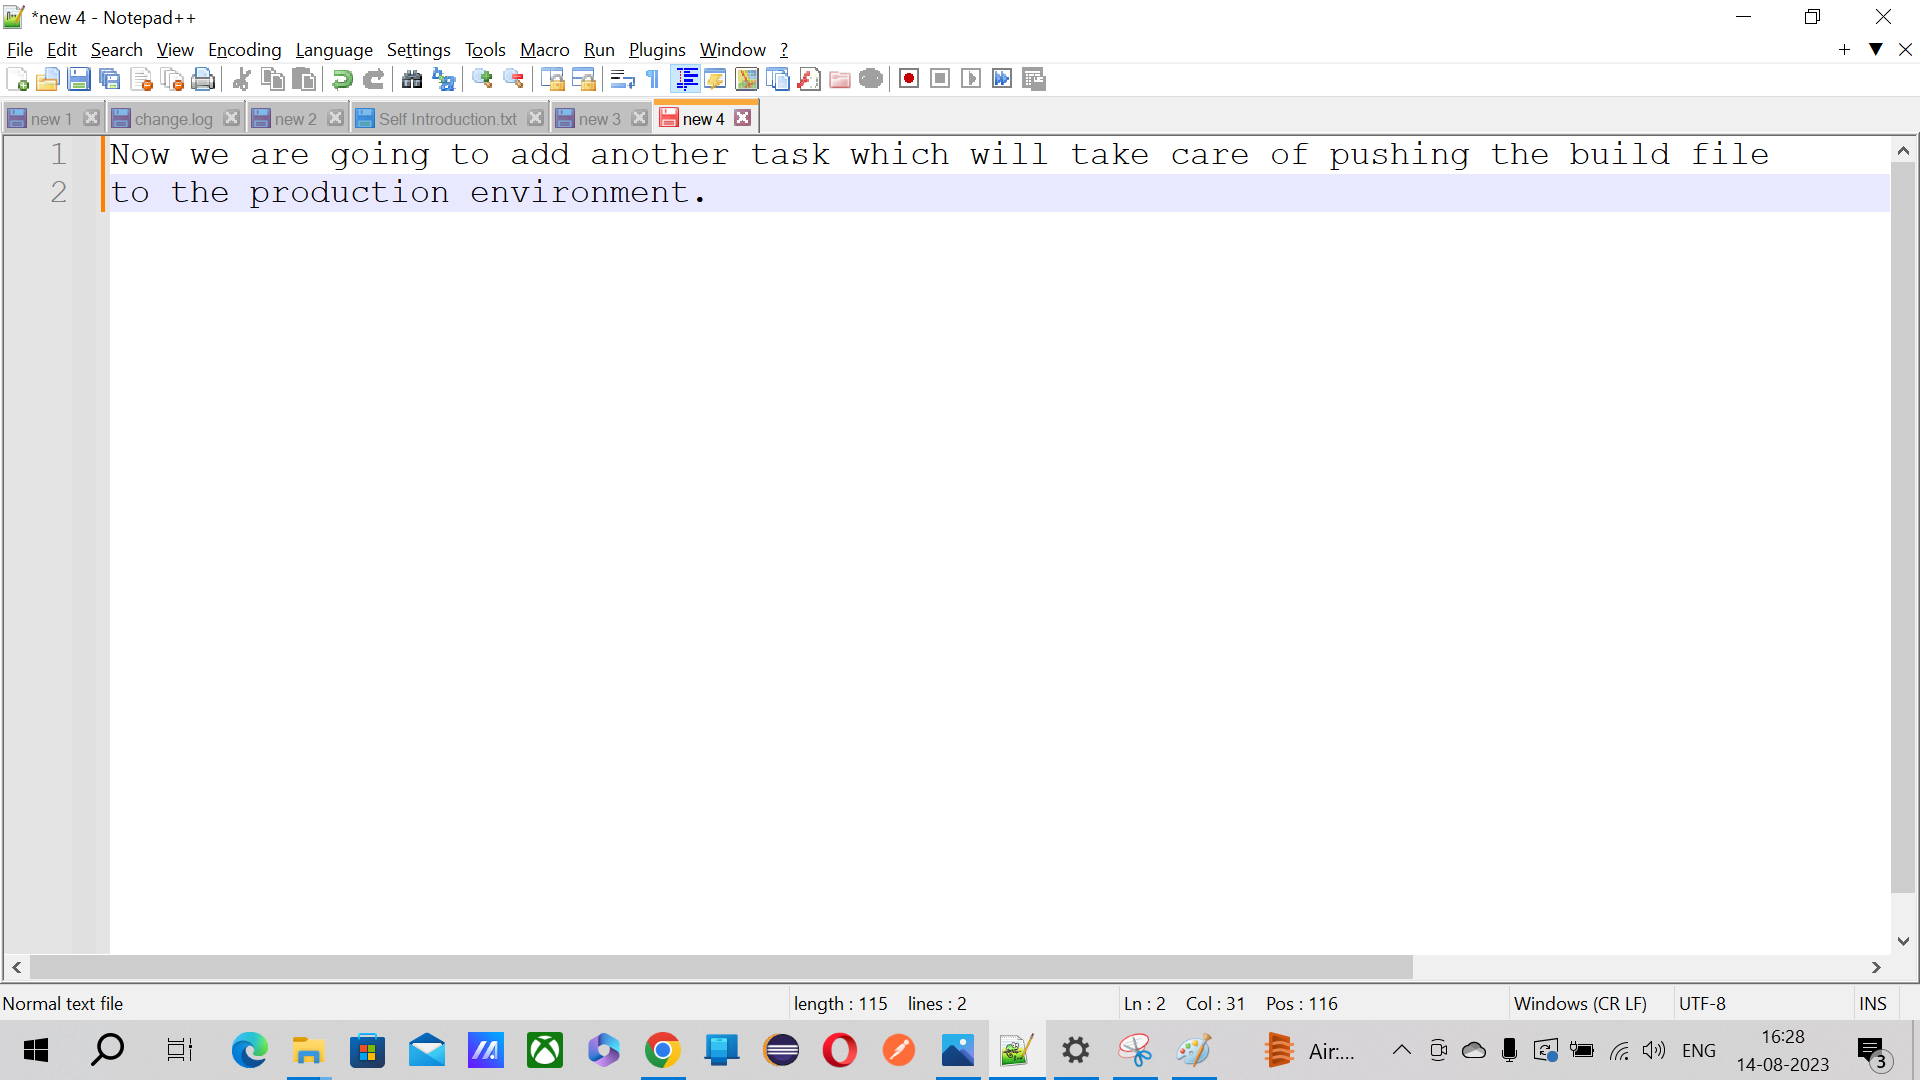 *new 4 - Notepad++
File Edit Search View Encoding Language Settings Tools Macro Run Plugins Window ?
new 1 change.log new 2 Self Introduction.txt new 3 new 4
1 Now we are going to add another task which will take care of pushing the build file
2 to the production environment.
Normal text file length : 115 lines : 2 Ln : 2 Col : 31 Pos : 116 Windows (CR LF) UTF-8 INS
Air:... ENG 16:28
14-08-2023 3